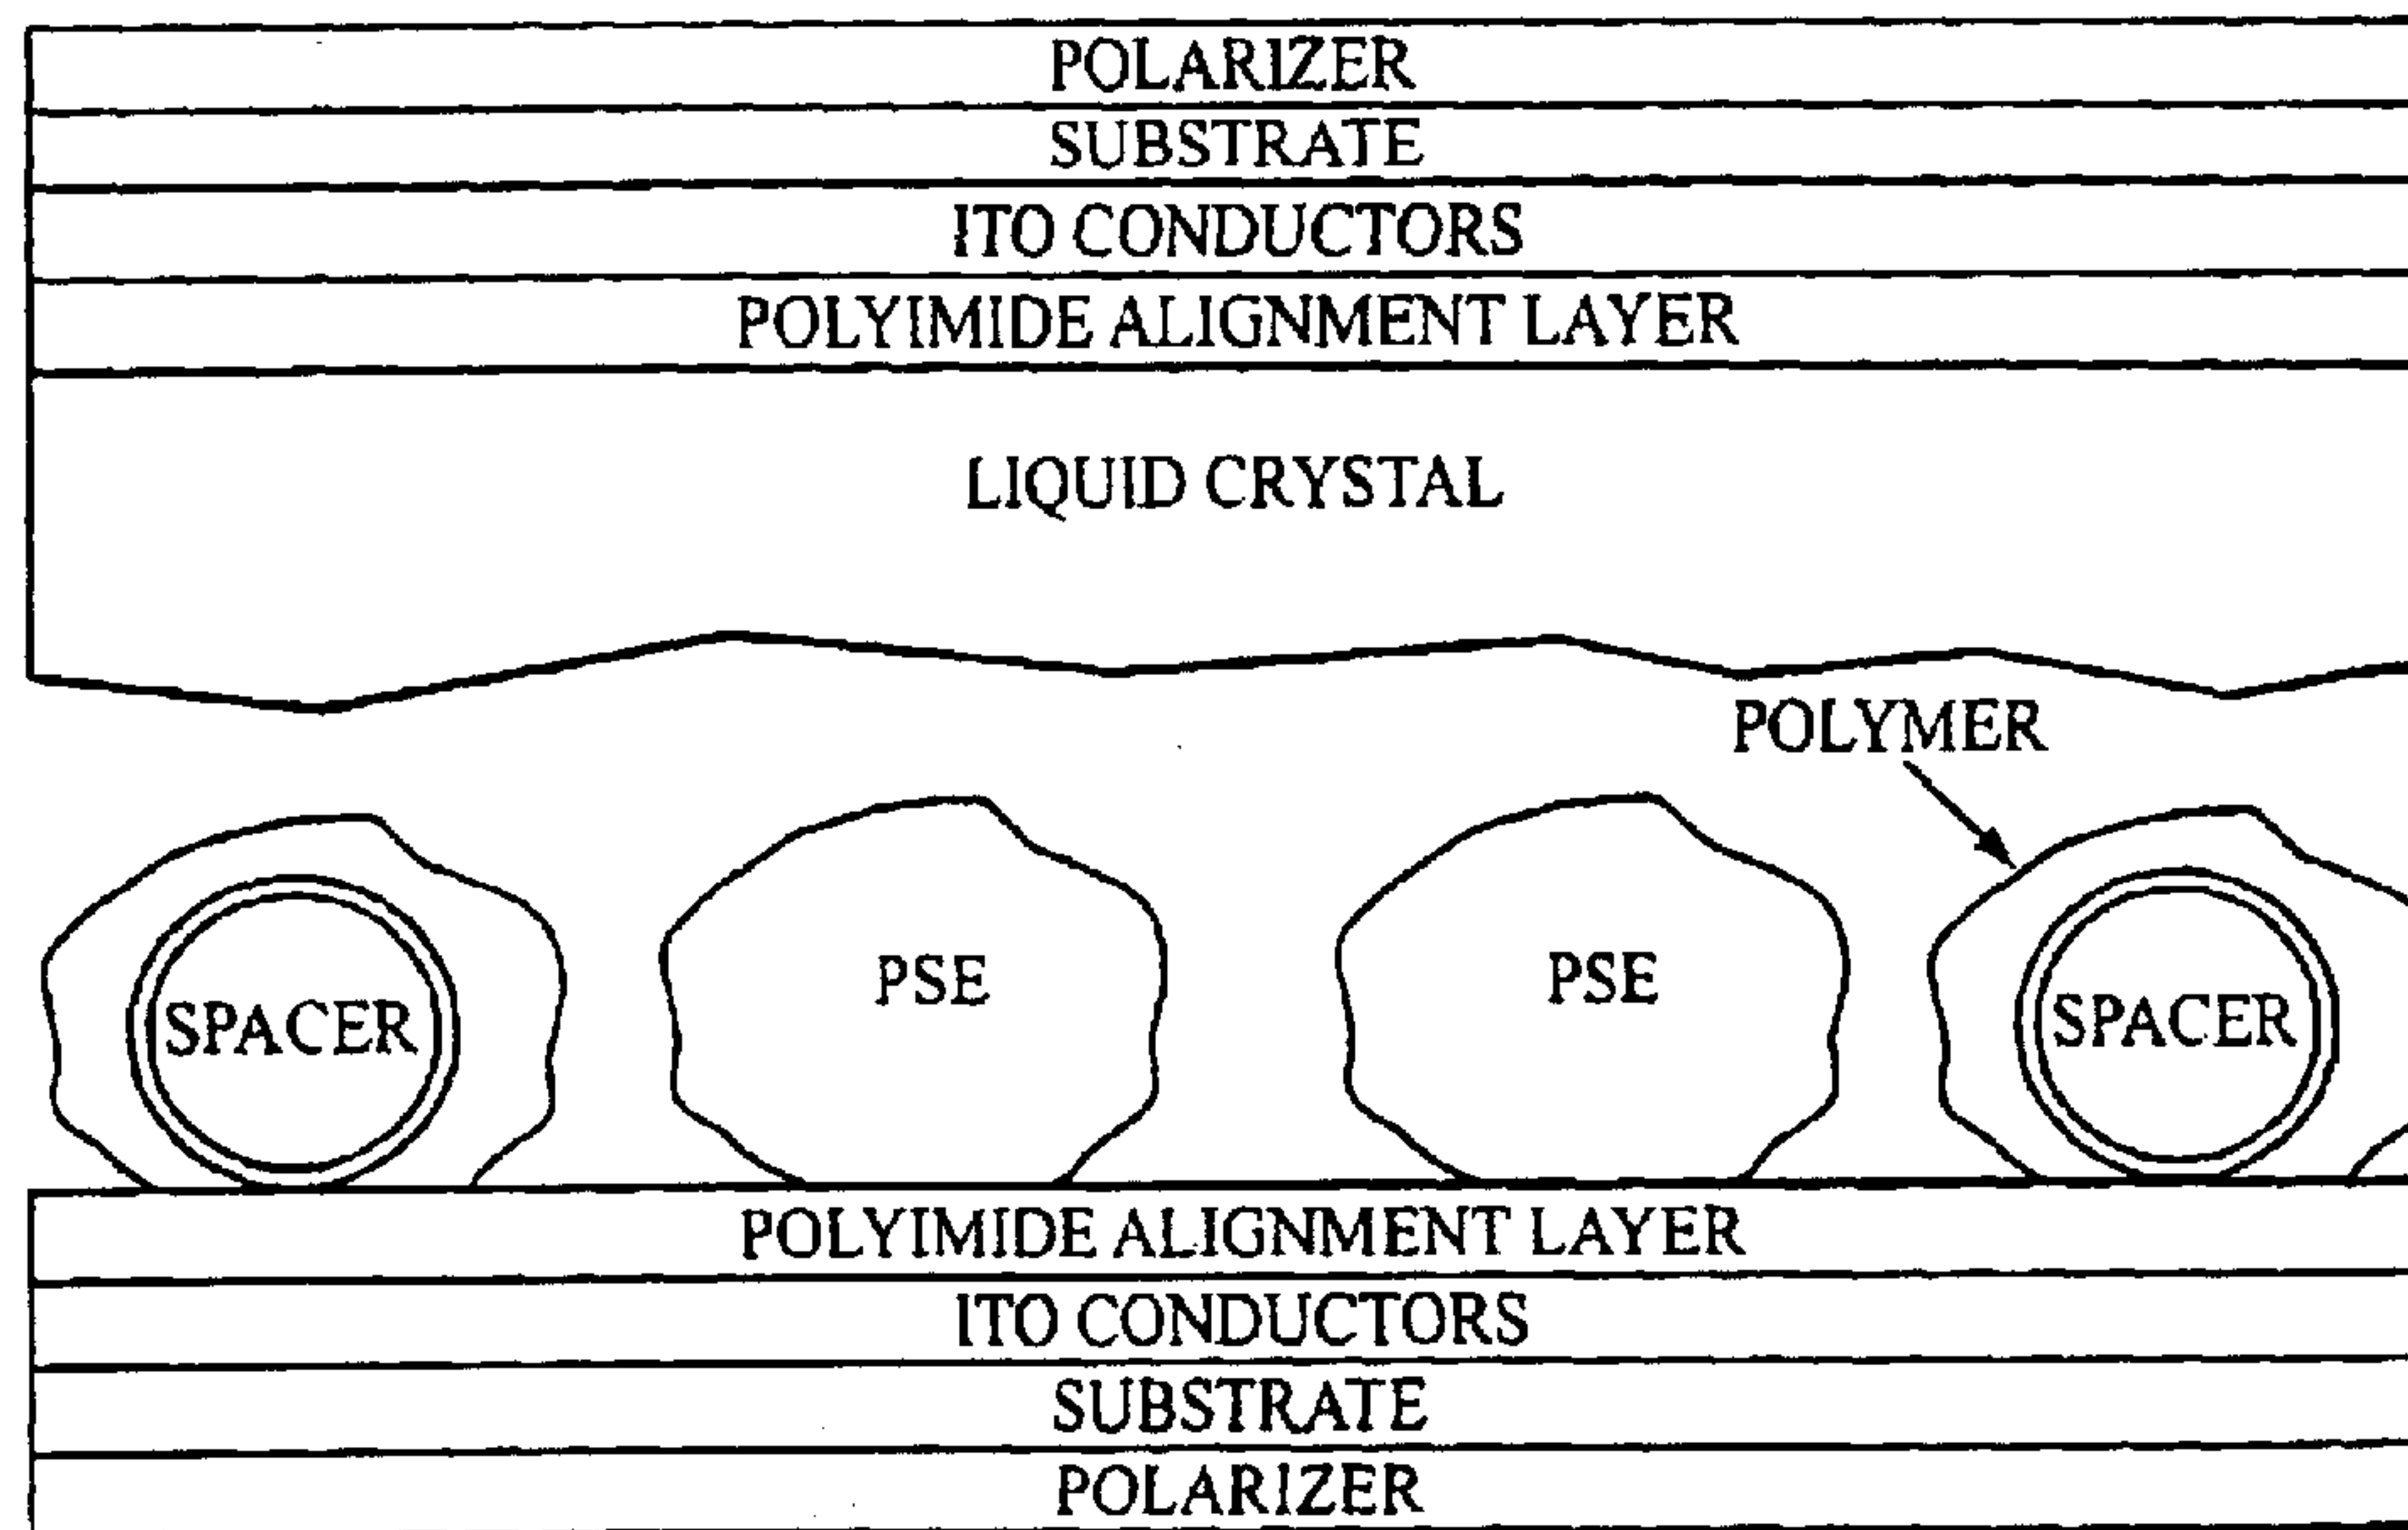 POLARIZER
SUBSTRATE
ITO CONDUCTORS
POLYIMIDE ALIGNMENT LAYER
LIQUID CRYSTAL
POLYMER
SPACER
PSE
PSE
SPACER
POLYIMIDE ALIGNMENT LAYER
ITO CONDUCTORS
SUBSTRATE
POLARIZER